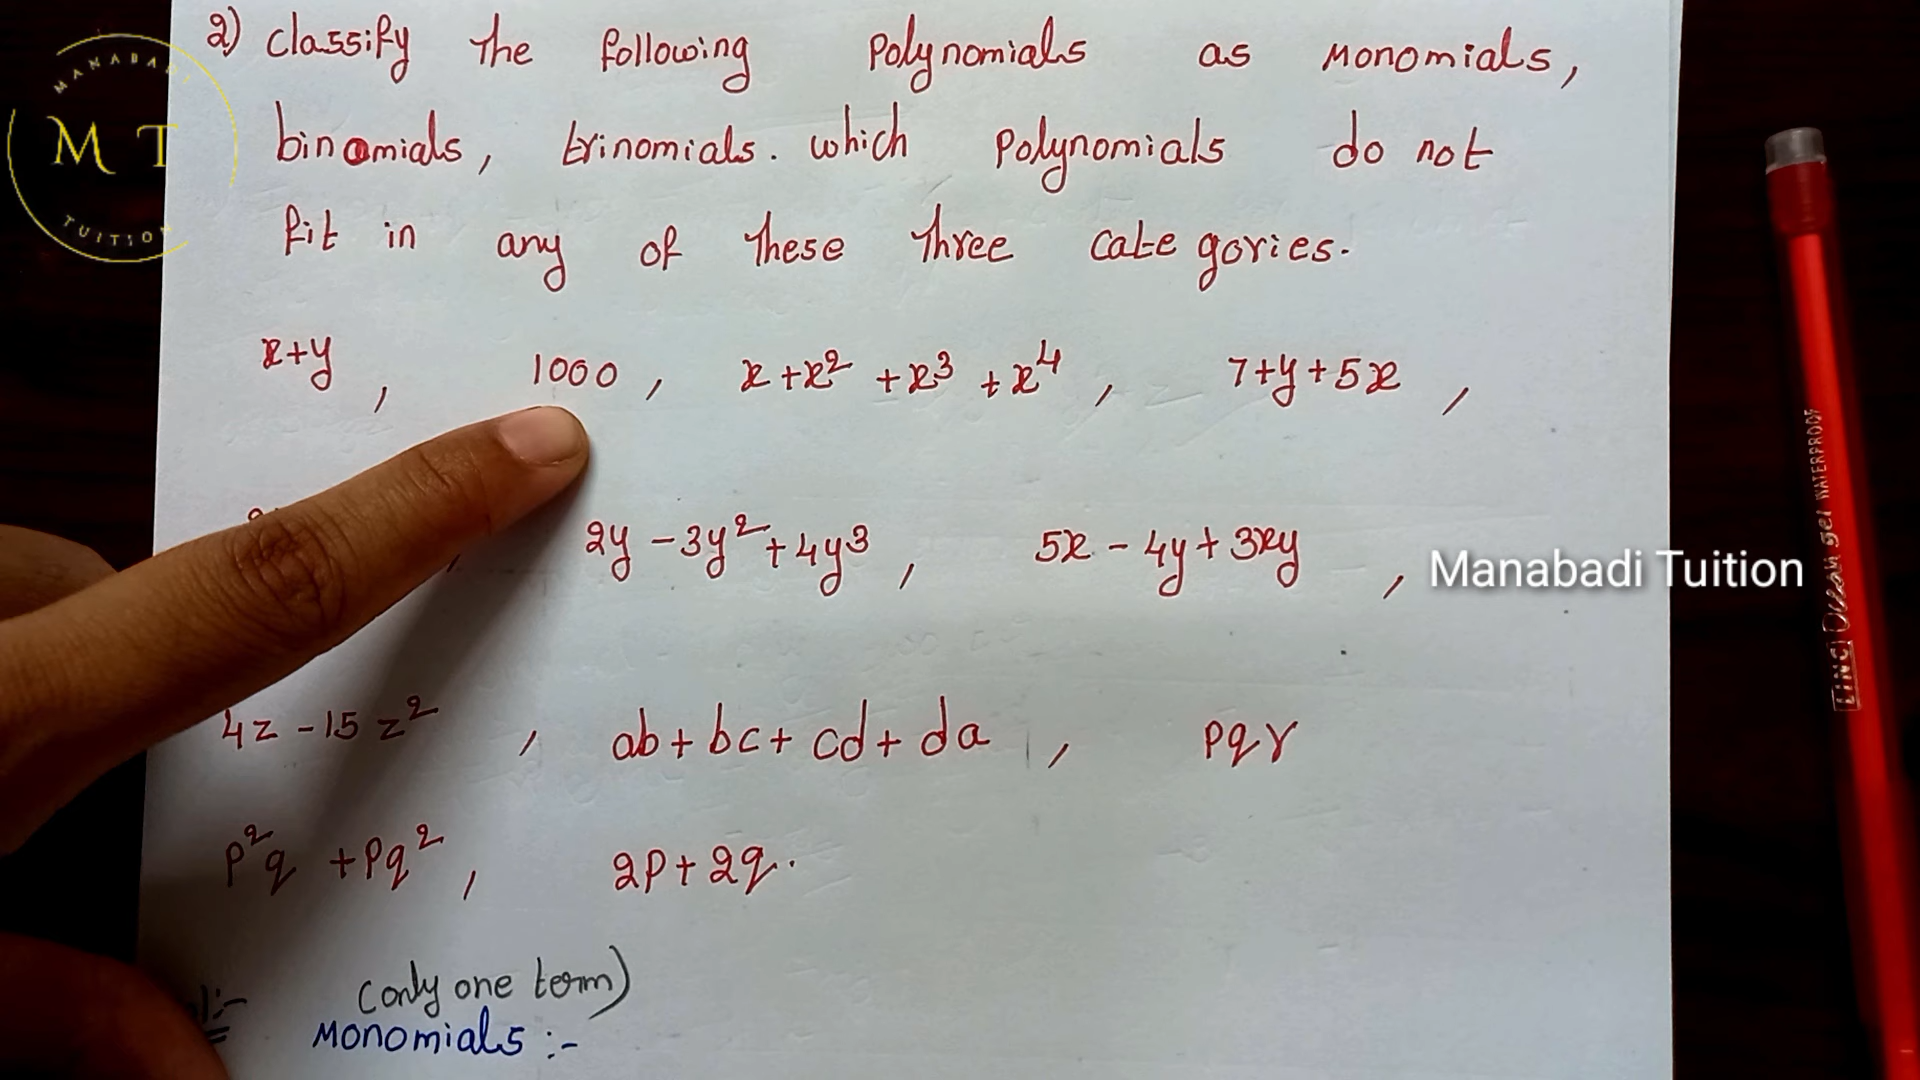 2) Classify the following Polynomials as Monomials,
binomials, trinomials. which Polynomials do not
fit in any of these three categories.
x+y, 1000, x+x²+x³+x⁴, 7+y+5x,
, 2y-3y²+4y³, 5x-4y+3xy,
4z-15z², ab+bc+cd+da, pqr
p²q+pq², 2p+2q.
(only one term)
Monomials:-
MANABADI
MT
TUITION
Manabadi Tuition
LINC Ocean gel WATERPROOF